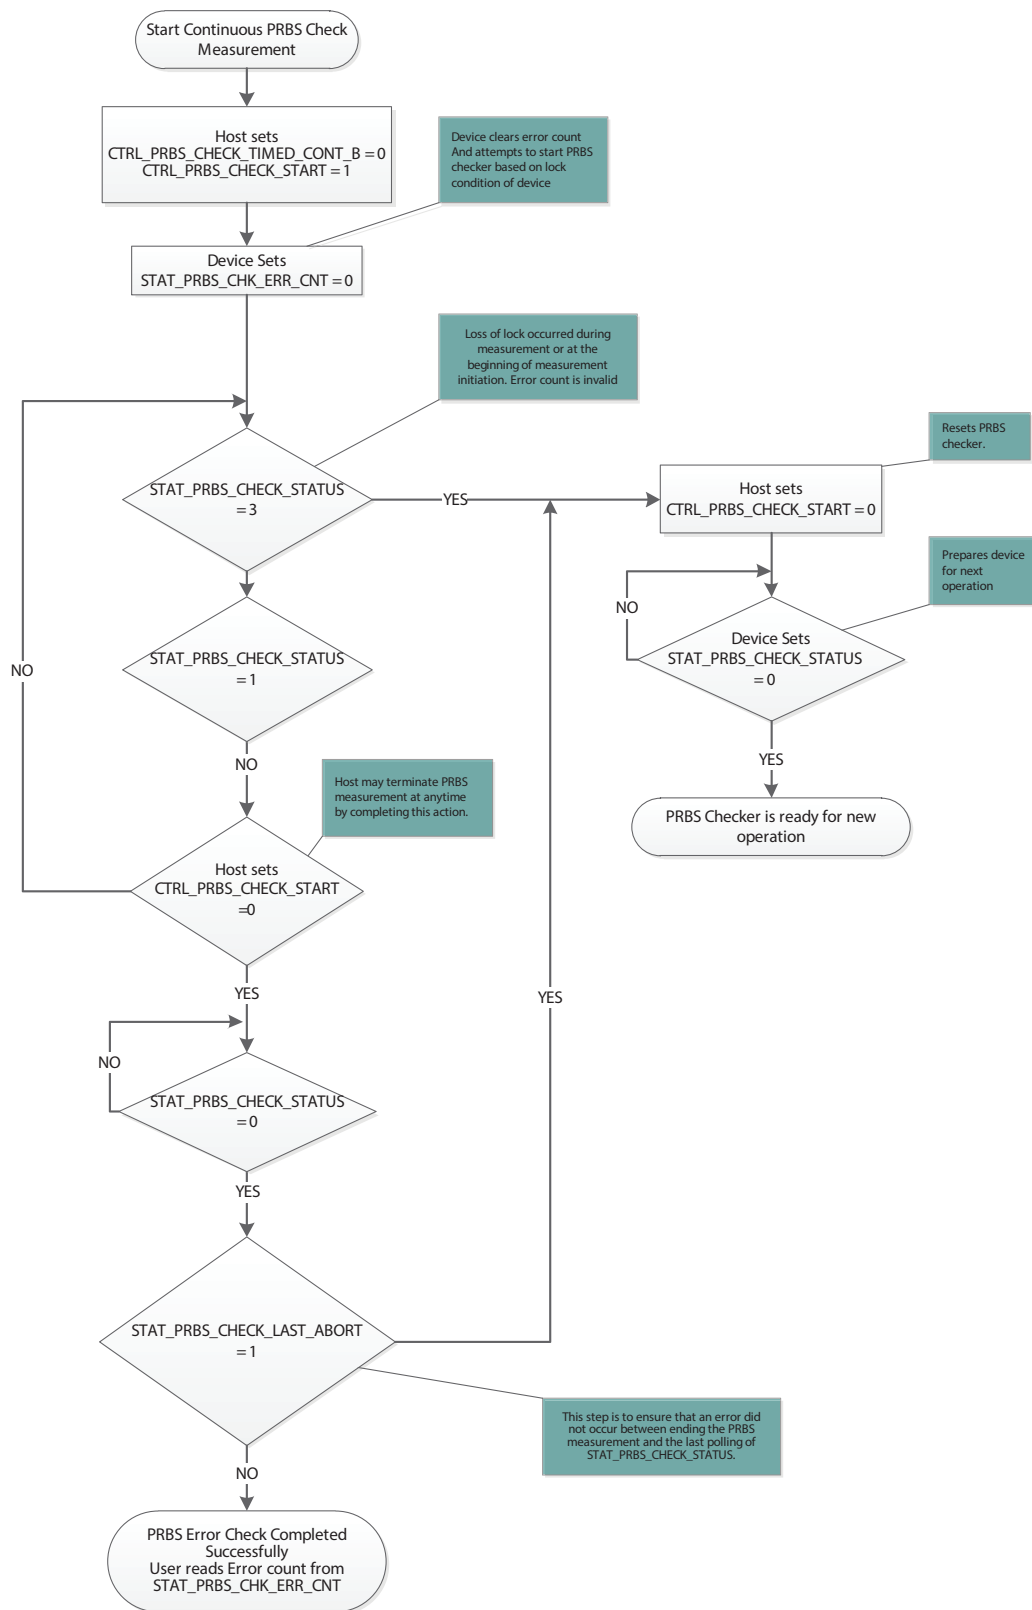 Start Continuous PRBS Check
Measurement
Host sets
CTRL_PRBS_CHECK_TIMED_CONT_B = 0
CTRL_PRBS_CHECK_START = 1
Device clears error count
And attempts to start PRBS
checker based on lock
condition of device
Device Sets
STAT_PRBS_CHK_ERR_CNT = 0
Loss of lock occurred during
measurement or at the
beginning of measurement
initiation. Error count is invalid
STAT_PRBS_CHECK_STATUS
= 3
YES
Host sets
CTRL_PRBS_CHECK_START = 0
Resets PRBS
checker.
Prepares device
for next
operation
NO
Device Sets
STAT_PRBS_CHECK_STATUS
= 0
YES
PRBS Checker is ready for new
operation
STAT_PRBS_CHECK_STATUS
= 1
NO
NO
Host may terminate PRBS
measurement at anytime
by completing this action.
Host sets
CTRL_PRBS_CHECK_START
=0
YES
YES
NO
STAT_PRBS_CHECK_STATUS
= 0
YES
STAT_PRBS_CHECK_LAST_ABORT
= 1
This step is to ensure that an error did
not occur between ending the PRBS
measurement and the last polling of
STAT_PRBS_CHECK_STATUS.
NO
PRBS Error Check Completed
Successfully
User reads Error count from
STAT_PRBS_CHK_ERR_CNT